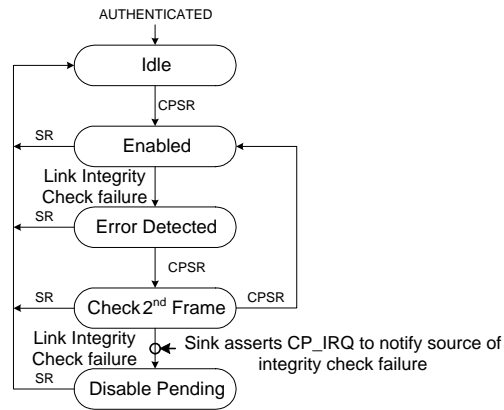 AUTHENTICATED
Idle
CPSR
SR
Enabled
Link Integrity
Check failure
SR
Error Detected
CPSR
SR
Check 2nd Frame
CPSR
Link Integrity
Check failure
Sink asserts CP_IRQ to notify source of
integrity check failure
SR
Disable Pending